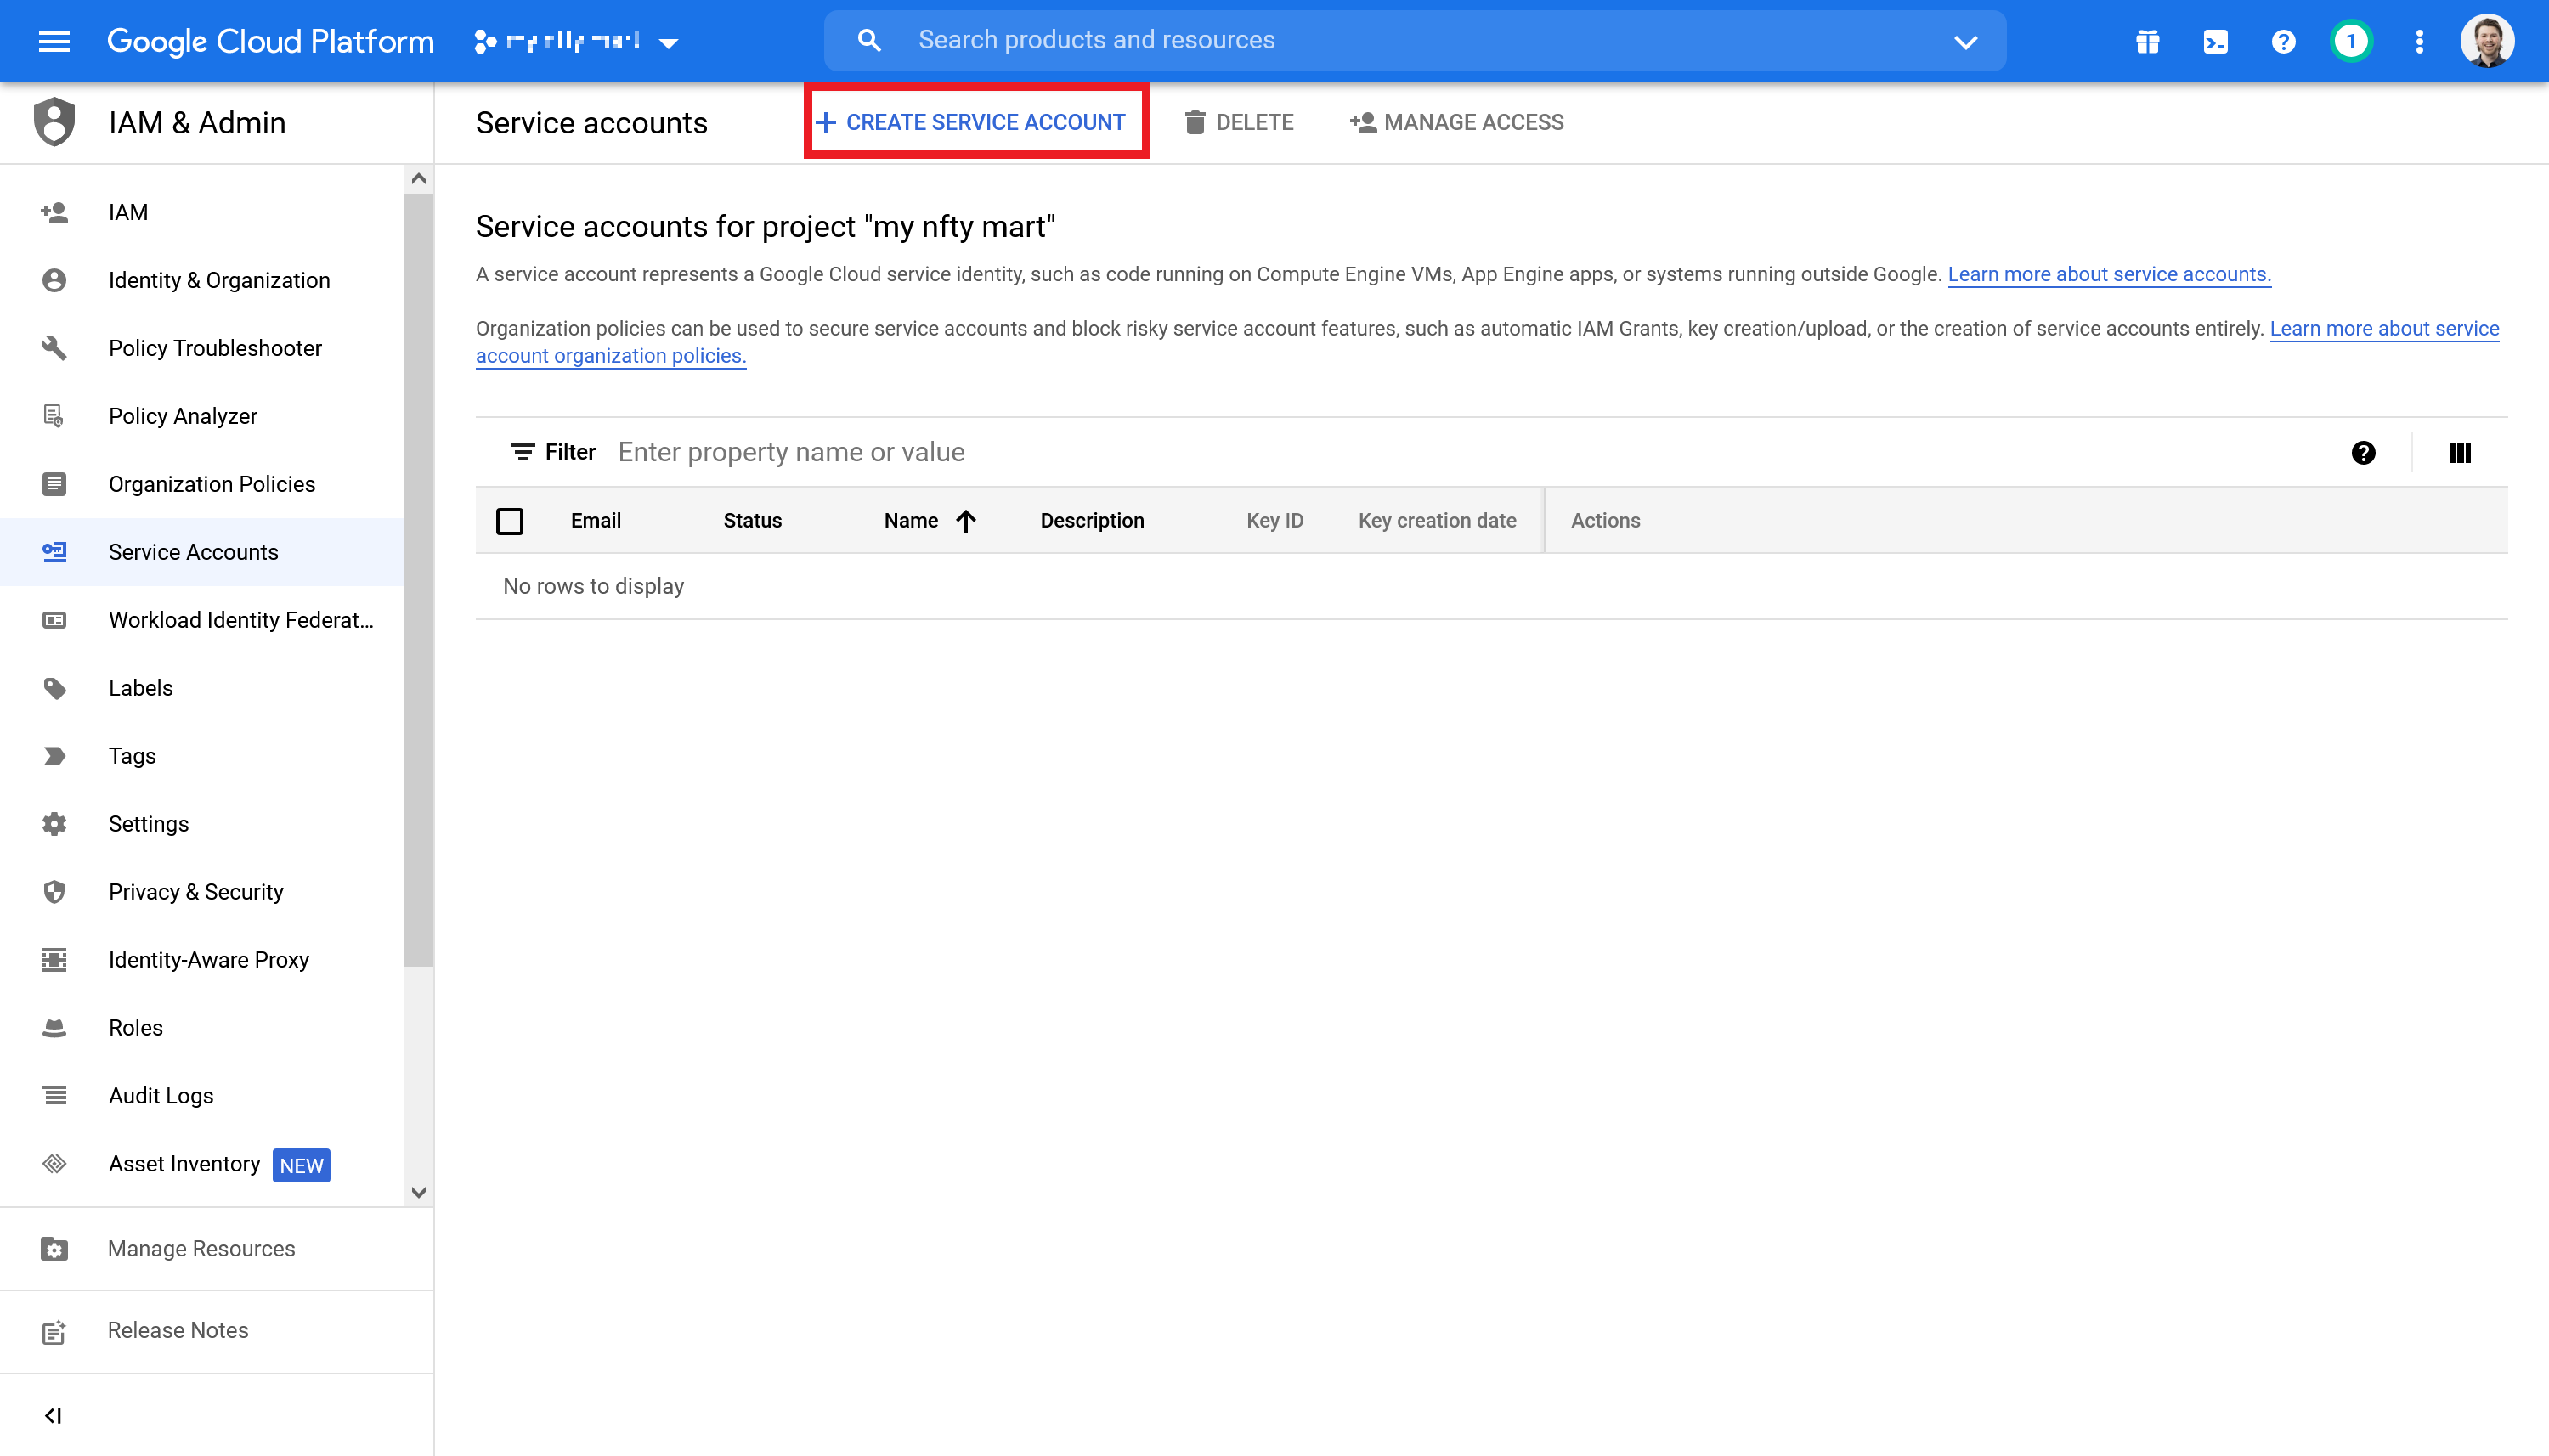 Google Cloud Platform
Search products and resources
1
IAM & Admin
Service accounts
CREATE SERVICE ACCOUNT
DELETE
MANAGE ACCESS
IAM
Identity & Organization
Policy Troubleshooter
Policy Analyzer
Organization Policies
Service Accounts
Workload Identity Federat...
Labels
Tags
Settings
Privacy & Security
Identity-Aware Proxy
Roles
Audit Logs
Asset Inventory NEW
Manage Resources
Release Notes
Service accounts for project "my nfty mart"
A service account represents a Google Cloud service identity, such as code running on Compute Engine VMs, App Engine apps, or systems running outside Google. Learn more about service accounts.
Organization policies can be used to secure service accounts and block risky service account features, such as automatic IAM Grants, key creation/upload, or the creation of service accounts entirely. Learn more about service
account organization policies.
Filter Enter property name or value
Email Status Name Description Key ID Key creation date Actions
No rows to display